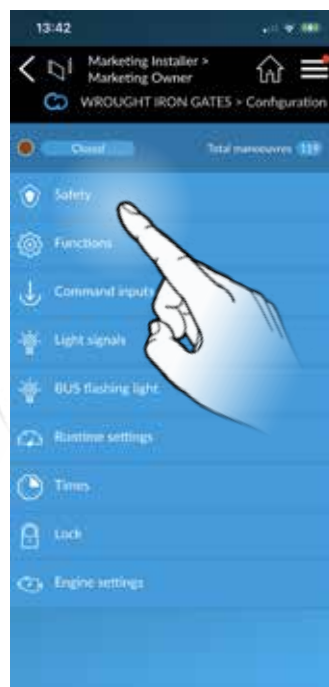 13:42
Marketing Installer >
Marketing Owner
WROUGHT IRON GATES > Configuration
Closed Total manoeuvres 119
Safety
Functions
Command inputs
Light signals
BUS flashing light
Runtime settings
Times
Lock
Engine settings